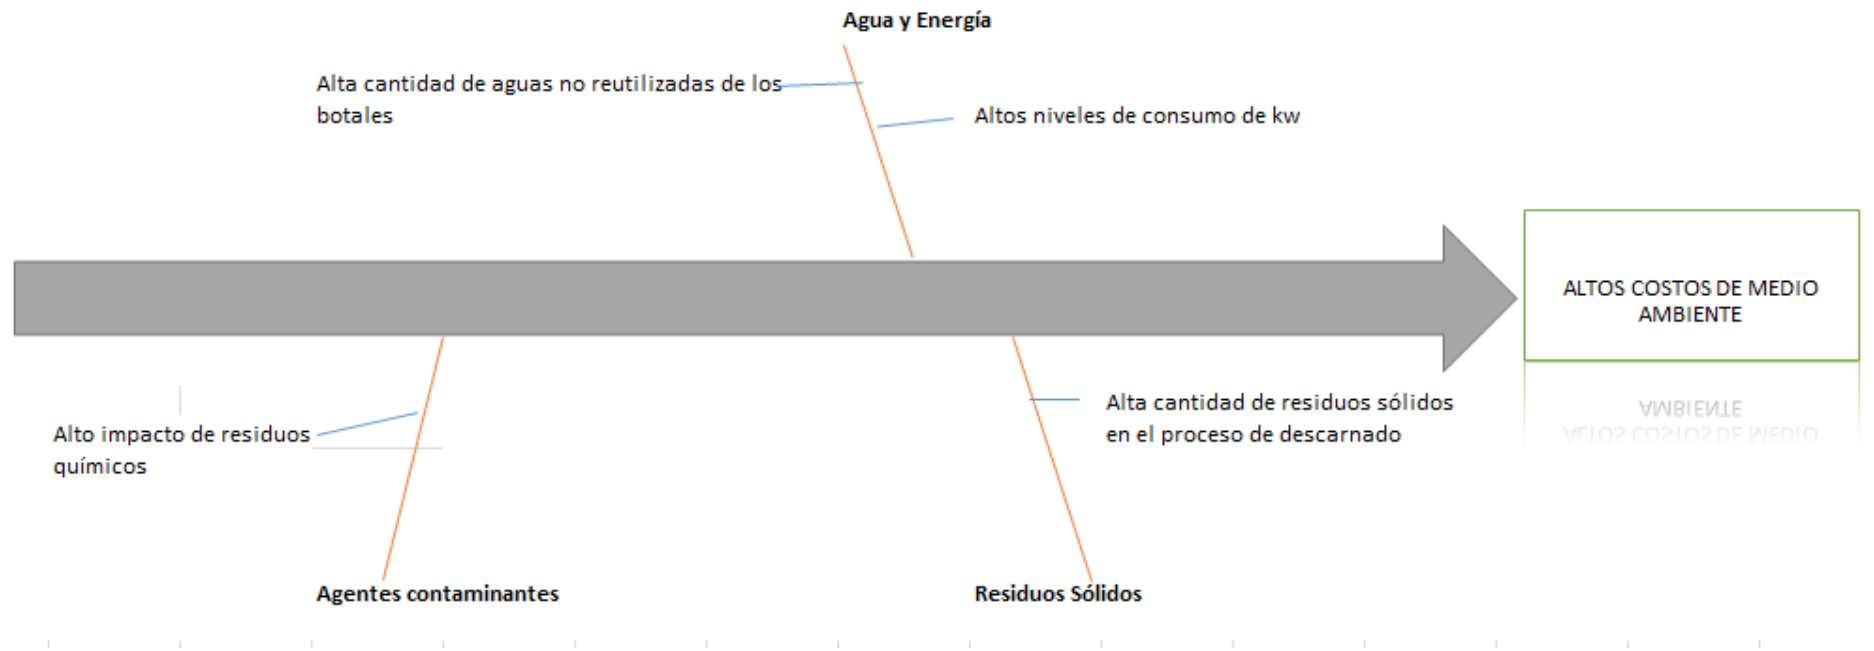 Agua y Energía
Alta cantidad de aguas no reutilizadas de los
botales
Altos niveles de consumo de kw
ALTOS COSTOS DE MEDIO
AMBIENTE
Alto impacto de residuos
químicos
Alta cantidad de residuos sólidos
en el proceso de descarnado
Agentes contaminantes
Residuos Sólidos